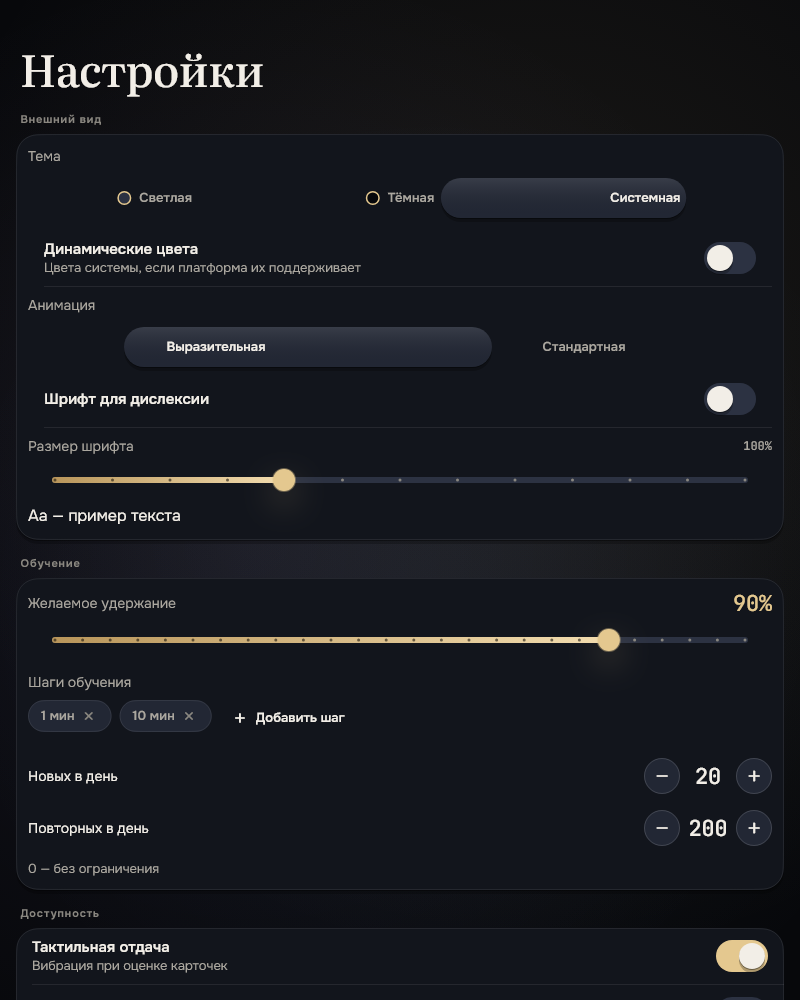 Настройки
Внешний вид
Тема
Светлая Тёмная Системная
Динамические цвета
Цвета системы, если платформа их поддерживает
Анимация
Выразительная Стандартная
Шрифт для дислексии
Размер шрифта 100%
Aa — пример текста
Обучение
Желаемое удержание 90%
Шаги обучения
1 мин × 10 мин × + Добавить шаг
Новых в день − 20 +
Повторных в день − 200 +
0 — без ограничения
Доступность
Тактильная отдача
Вибрация при оценке карточек